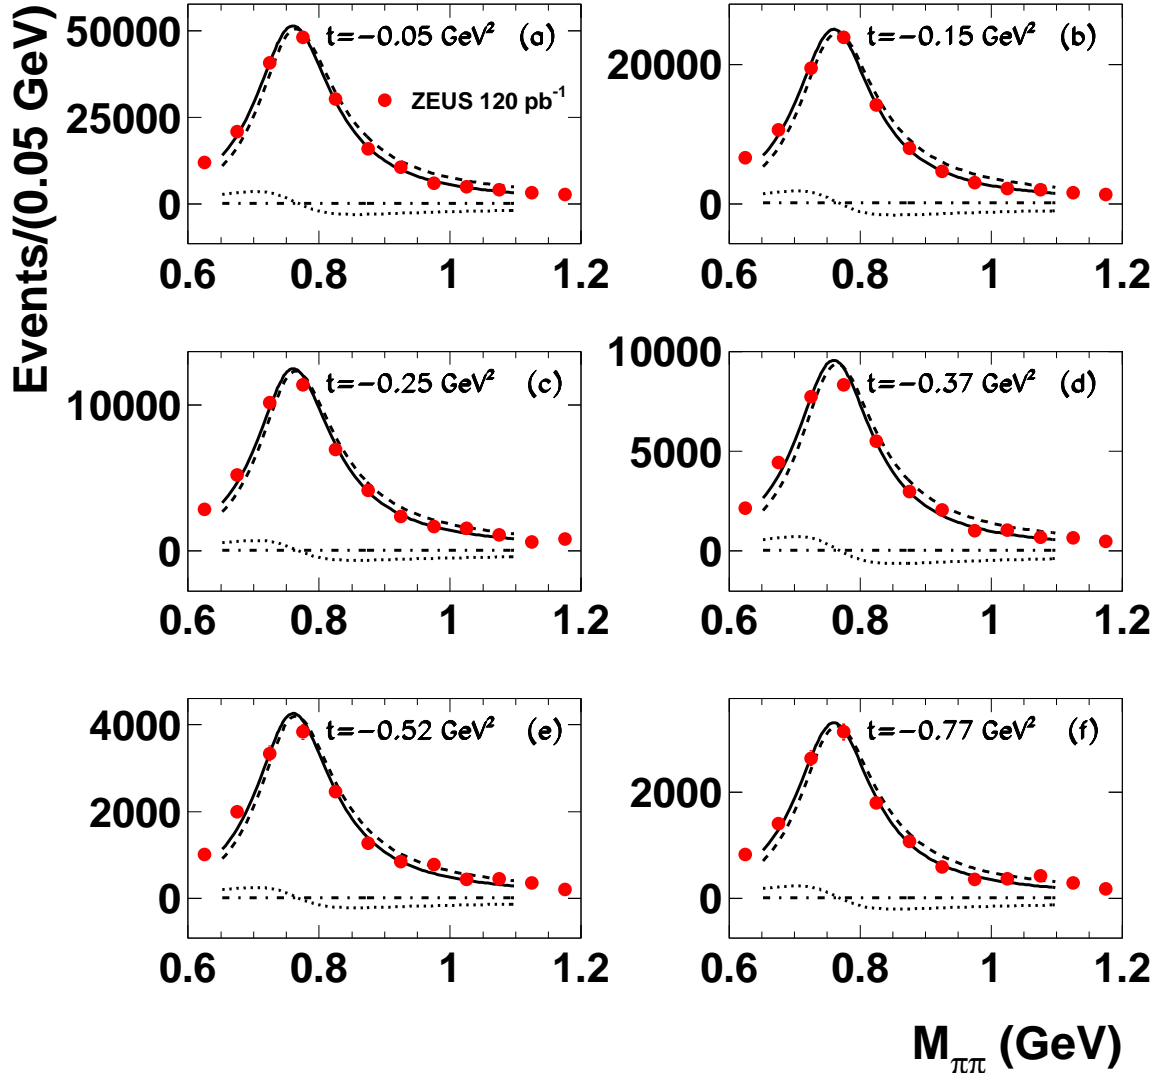 Events/(0.05 GeV)
50000
25000
0
t=−0.05 GeV² (a)
ZEUS 120 pb⁻¹
0.6 0.8 1 1.2
20000
0
t=−0.15 GeV² (b)
0.6 0.8 1 1.2
10000
0
t=−0.25 GeV² (c)
0.6 0.8 1 1.2
10000
5000
0
t=−0.37 GeV² (d)
0.6 0.8 1 1.2
4000
2000
0
t=−0.52 GeV² (e)
0.6 0.8 1 1.2
2000
0
t=−0.77 GeV² (f)
0.6 0.8 1 1.2
M_ππ (GeV)